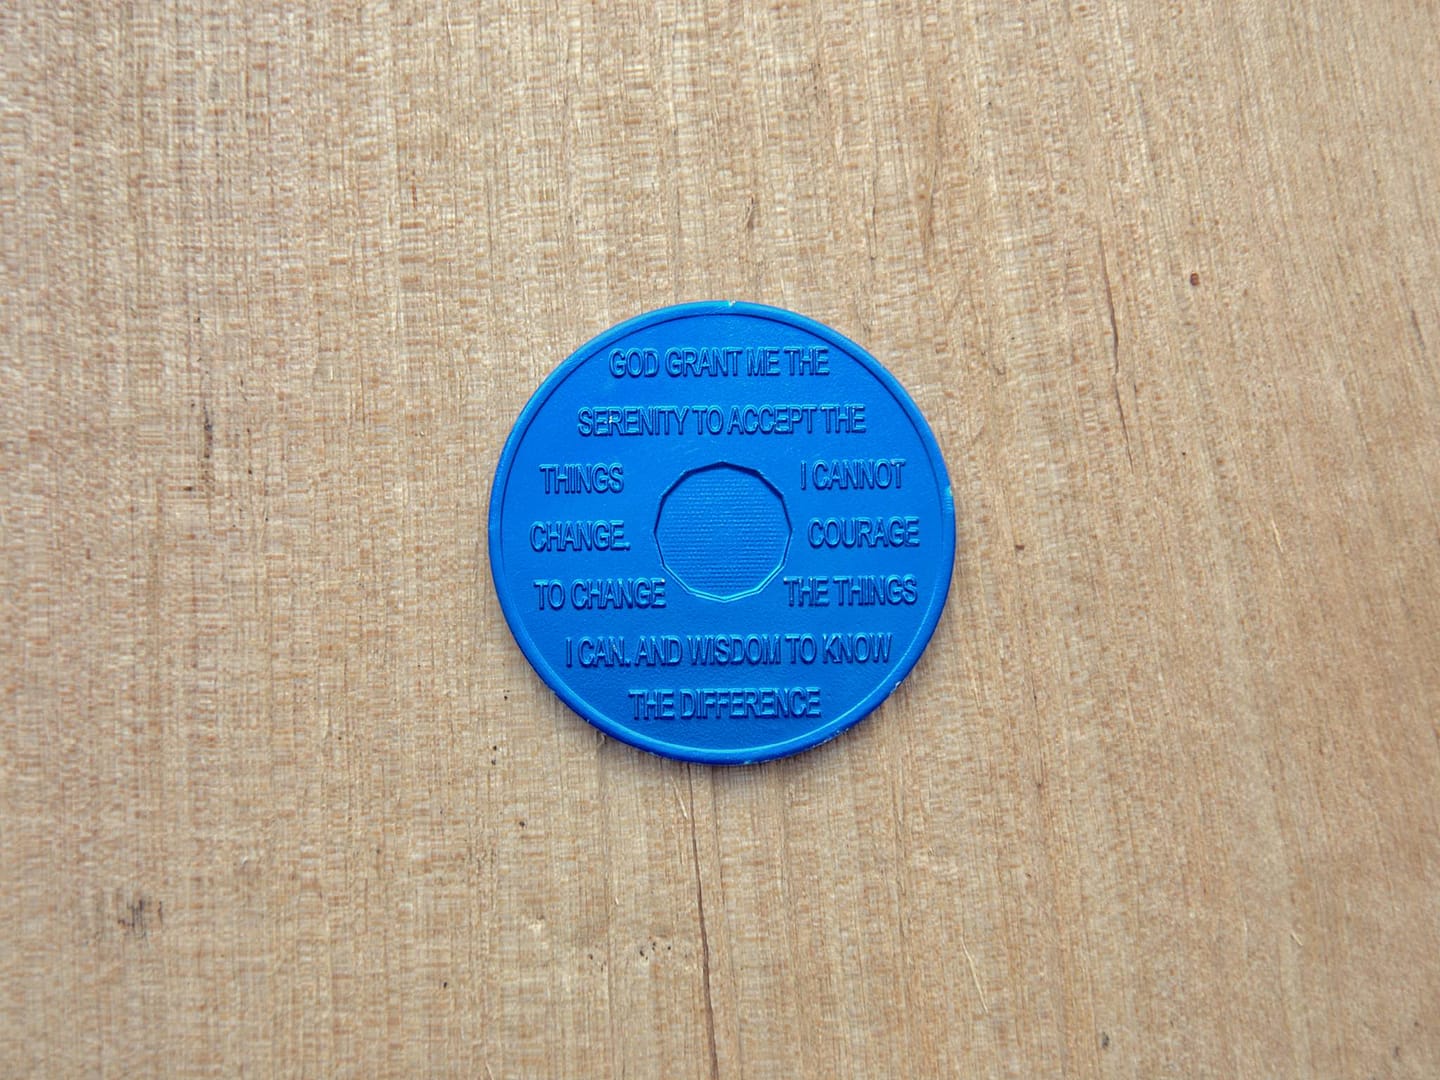 GOD GRANT ME THE
SERENITY TO ACCEPT THE
THINGS I CANNOT
CHANGE. COURAGE
TO CHANGE THE THINGS
I CAN. AND WISDOM TO KNOW
THE DIFFERENCE